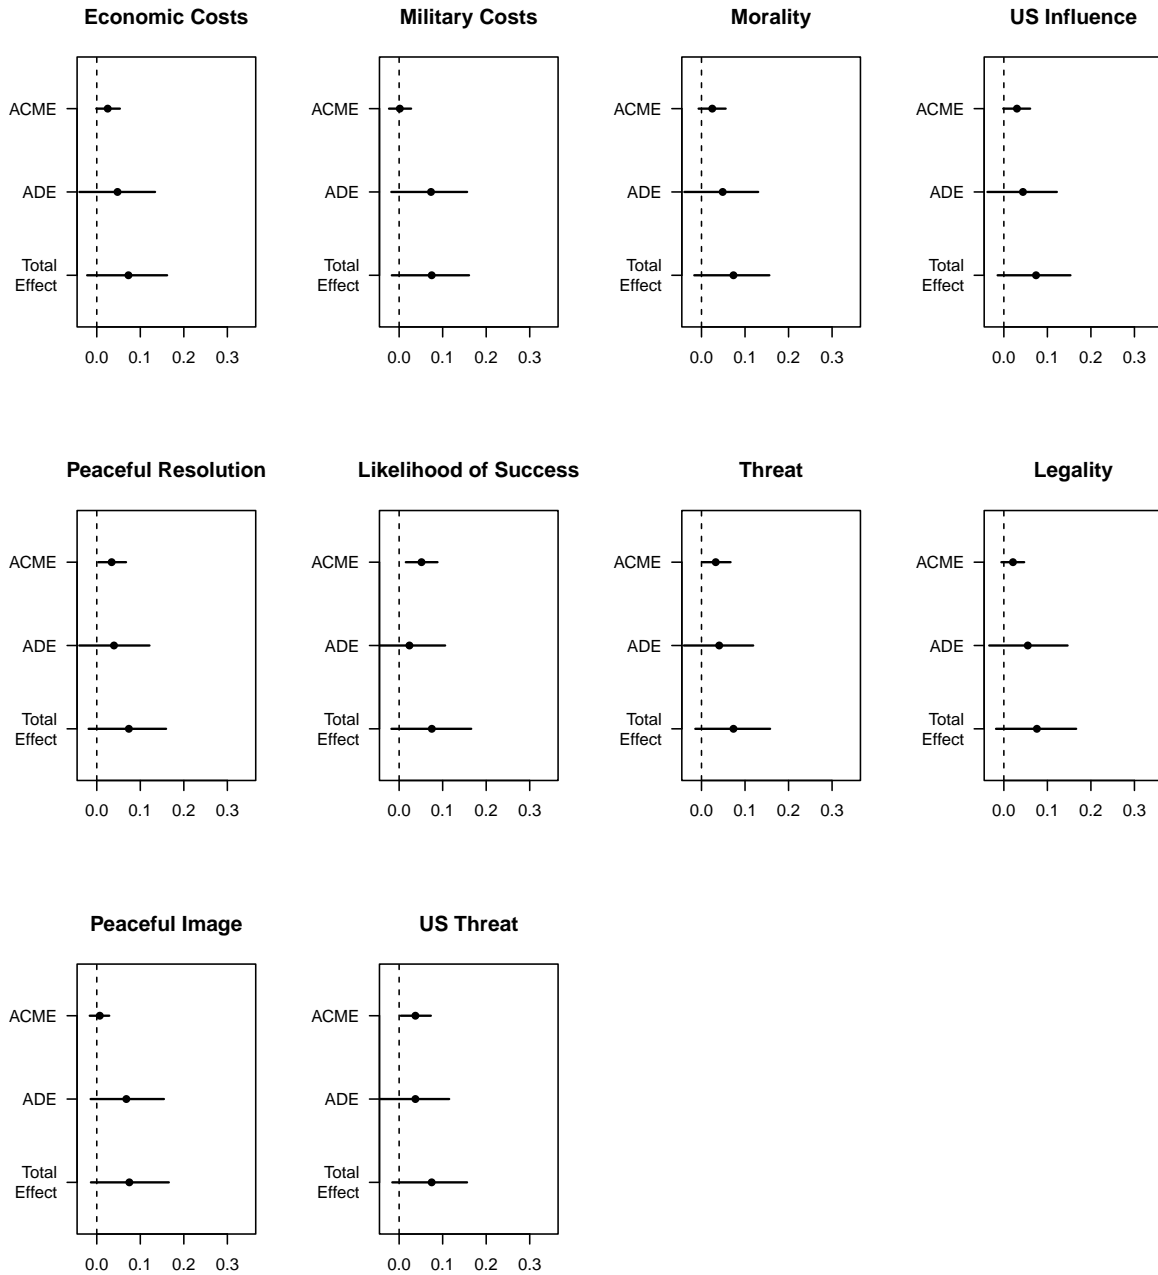 Economic Costs
ACME
ADE
Total
Effect
0.0 0.1 0.2 0.3
Military Costs
ACME
ADE
Total
Effect
0.0 0.1 0.2 0.3
Morality
ACME
ADE
Total
Effect
0.0 0.1 0.2 0.3
US Influence
ACME
ADE
Total
Effect
0.0 0.1 0.2 0.3
Peaceful Resolution
ACME
ADE
Total
Effect
0.0 0.1 0.2 0.3
Likelihood of Success
ACME
ADE
Total
Effect
0.0 0.1 0.2 0.3
Threat
ACME
ADE
Total
Effect
0.0 0.1 0.2 0.3
Legality
ACME
ADE
Total
Effect
0.0 0.1 0.2 0.3
Peaceful Image
ACME
ADE
Total
Effect
0.0 0.1 0.2 0.3
US Threat
ACME
ADE
Total
Effect
0.0 0.1 0.2 0.3